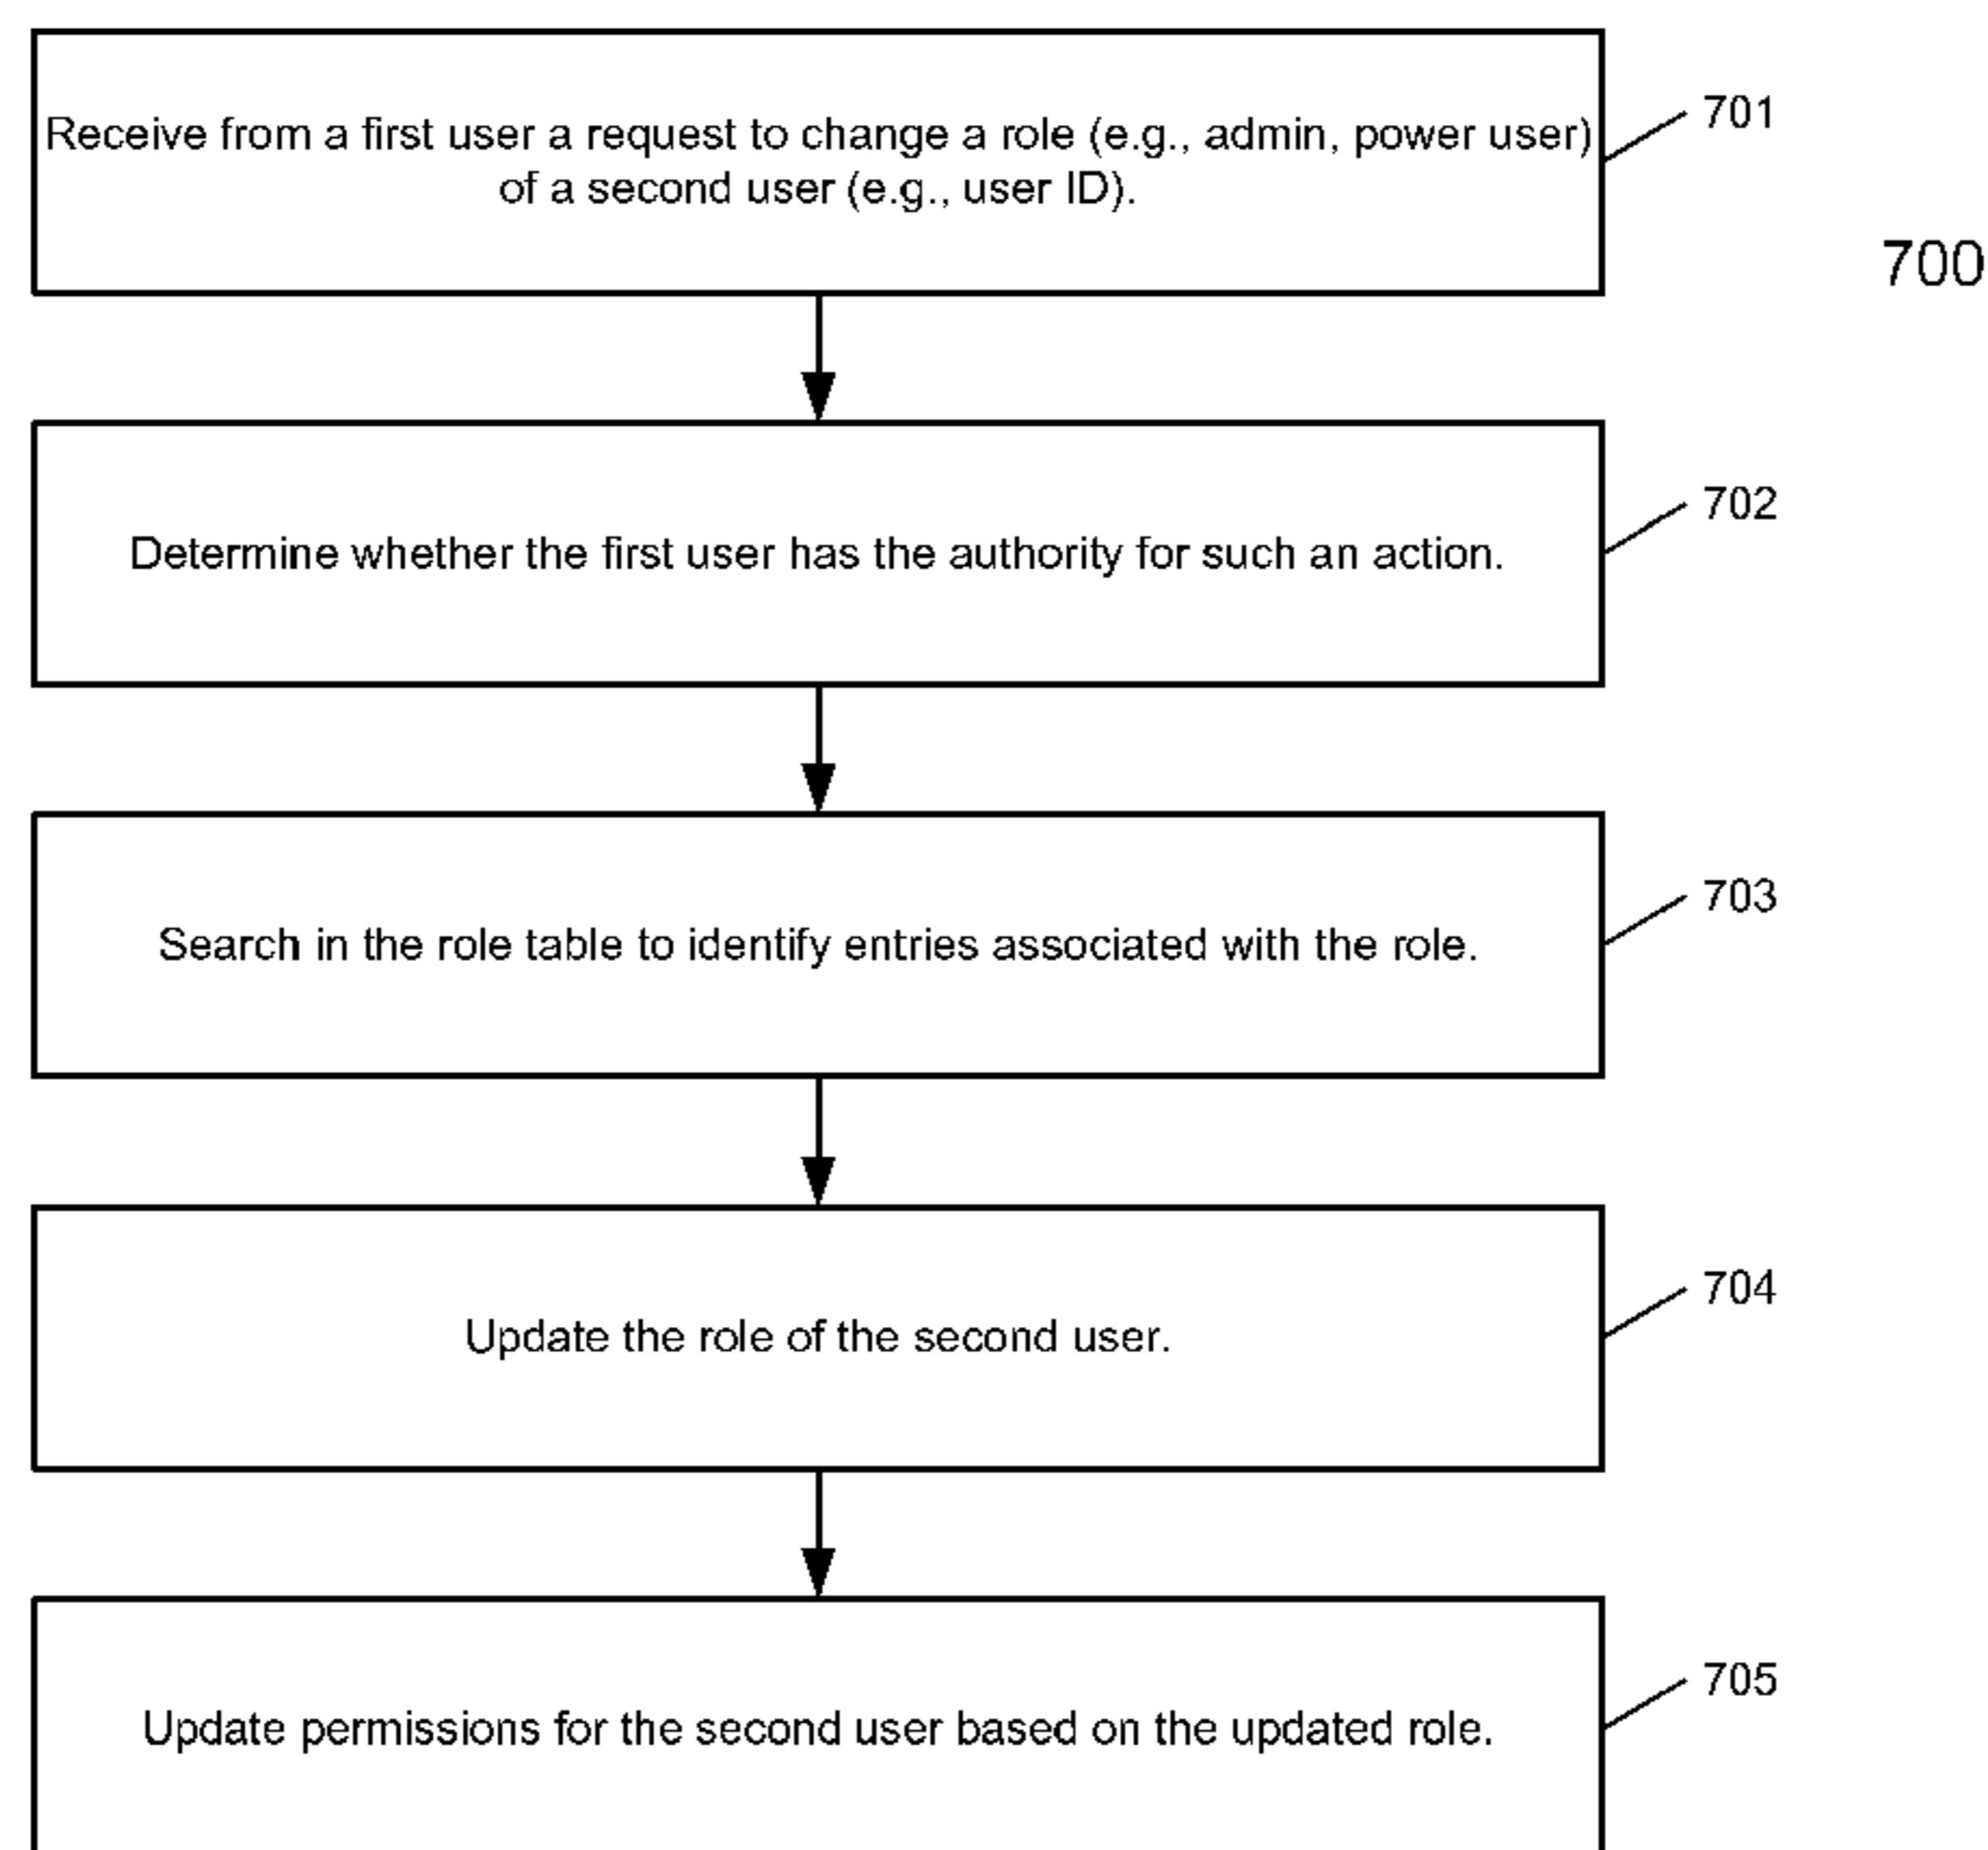 Receive from a first user a request to change a role (e.g., admin, power user)
of a second user (e.g., user ID).
701
700
Determine whether the first user has the authority for such an action.
702
Search in the role table to identify entries associated with the role.
703
Update the role of the second user.
704
Update permissions for the second user based on the updated role.
705